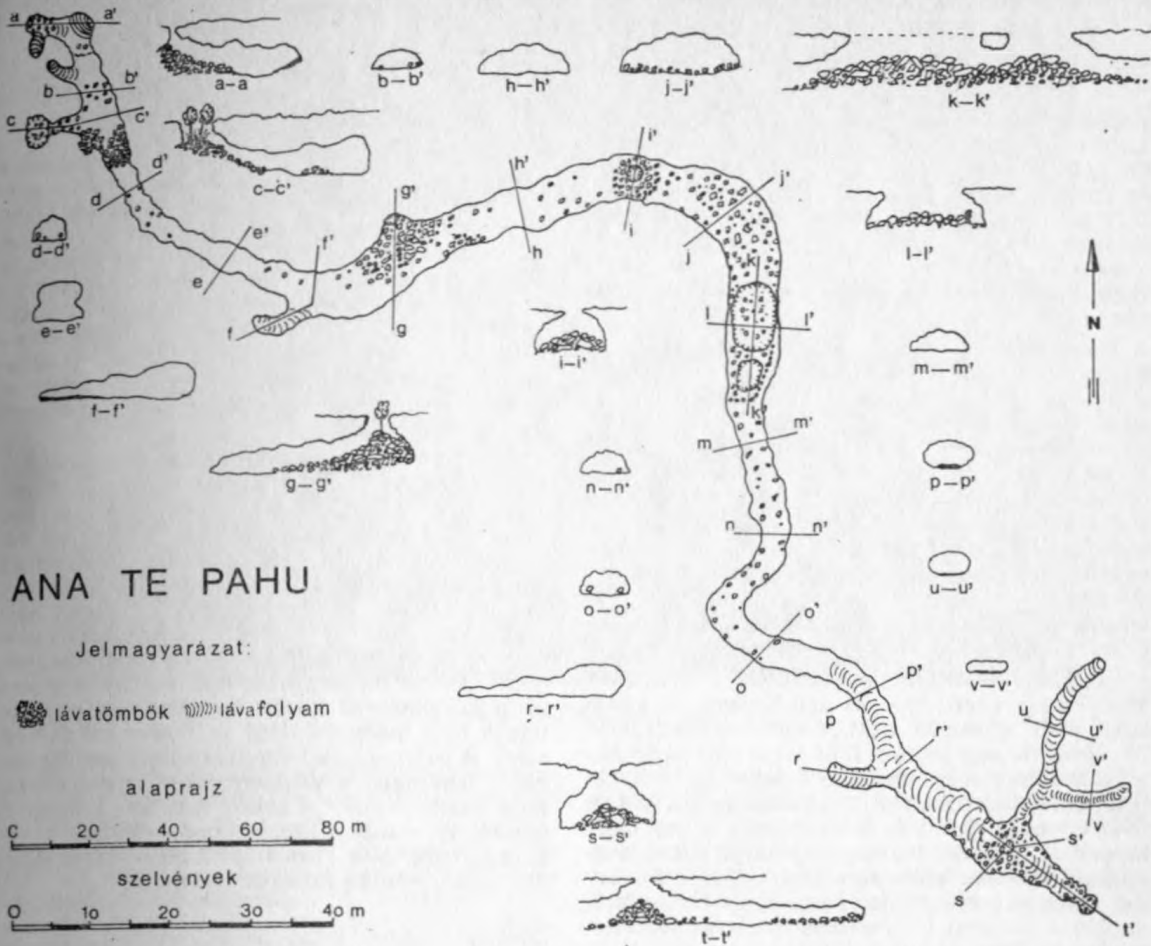 a a'
a–a'
b–b'
h–h'
j–j'
k–k'
b b'
c c'
c–c'
d d'
h'
i'
g'
j'
d–d'
e' f'
h i
l–l'
e
j
k'
e–e'
f
g
l l'
i–i'
m–m'
f–f'
k
m m'
g–g'
n–n'
p–p'
N
n n'
ANA TE PAHU
o–o'
u–u'
Jelmagyarázat:
o'
o
p'
v–v'
lávatömbök lávafolyam
r–r'
p
u'
r
v'
alaprajz
0 20 40 60 80 m
s–s'
v
szelvények
s
0 10 20 30 40 m
t–t'
t'